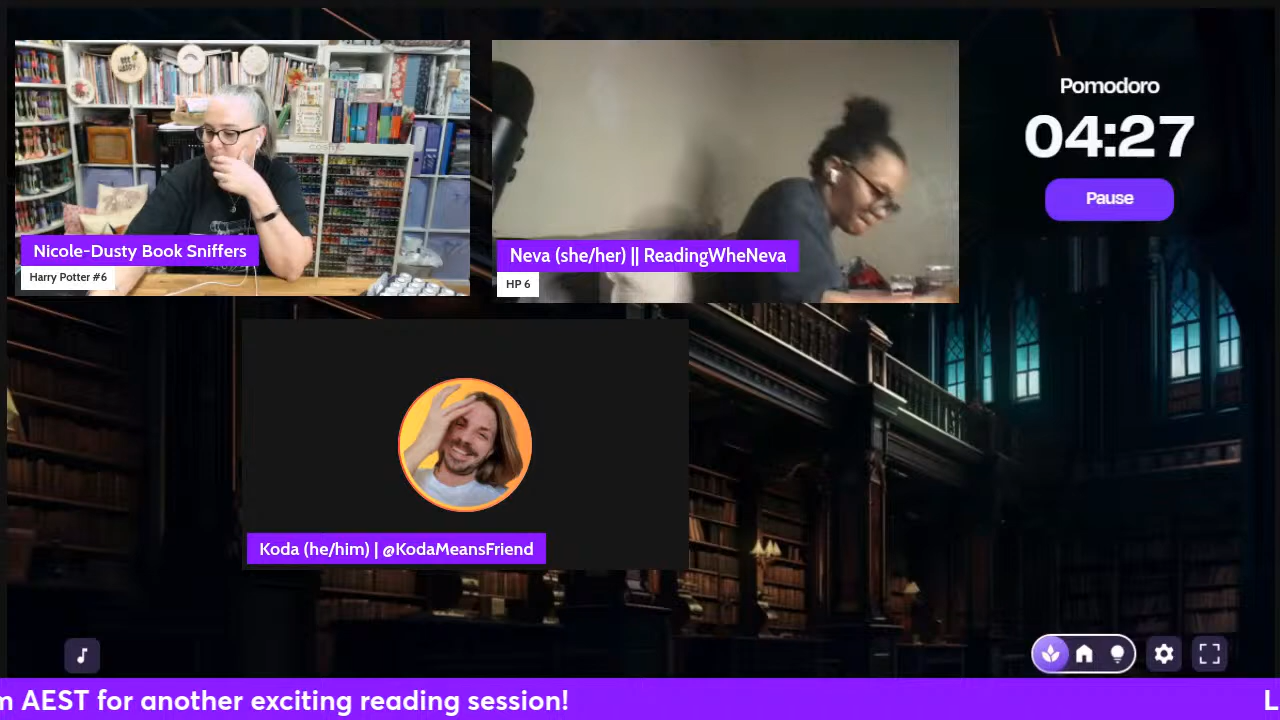 Pomodoro
04:27
Pause
Nicole-Dusty Book Sniffers
Harry Potter #6
Neva (she/her) || ReadingWheNeva
HP 6
Koda (he/him) | @KodaMeansFriend
m AEST for another exciting reading session!
L